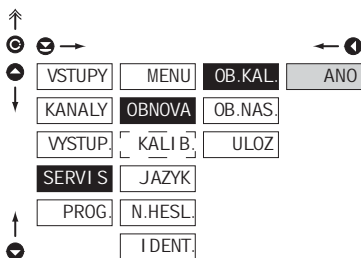 VSTUPY MENU OB.KAL. ANO
KANALY OBNOVA OB.NAS.
VYSTUP. KALIB. ULOZ
SERVIS JAZYK
PROG. N.HESL.
IDENT.